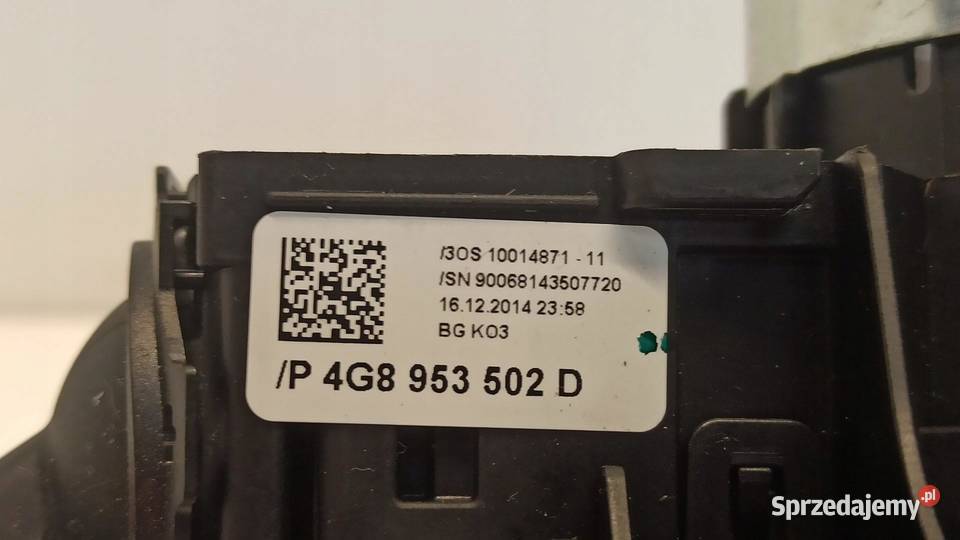 /3OS 10014871 - 11
/SN 90068143507720
16.12.2014 23:58
BG KO3
/P 4G8 953 502 D
Sprzedajemy.pl